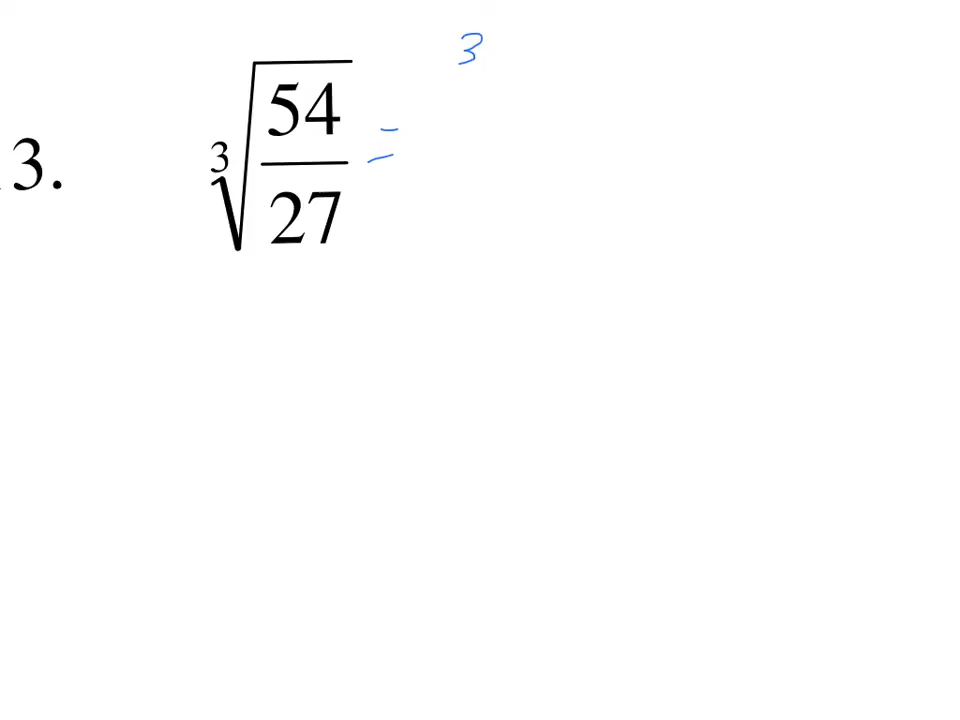 3
3. ∛(54/27) =